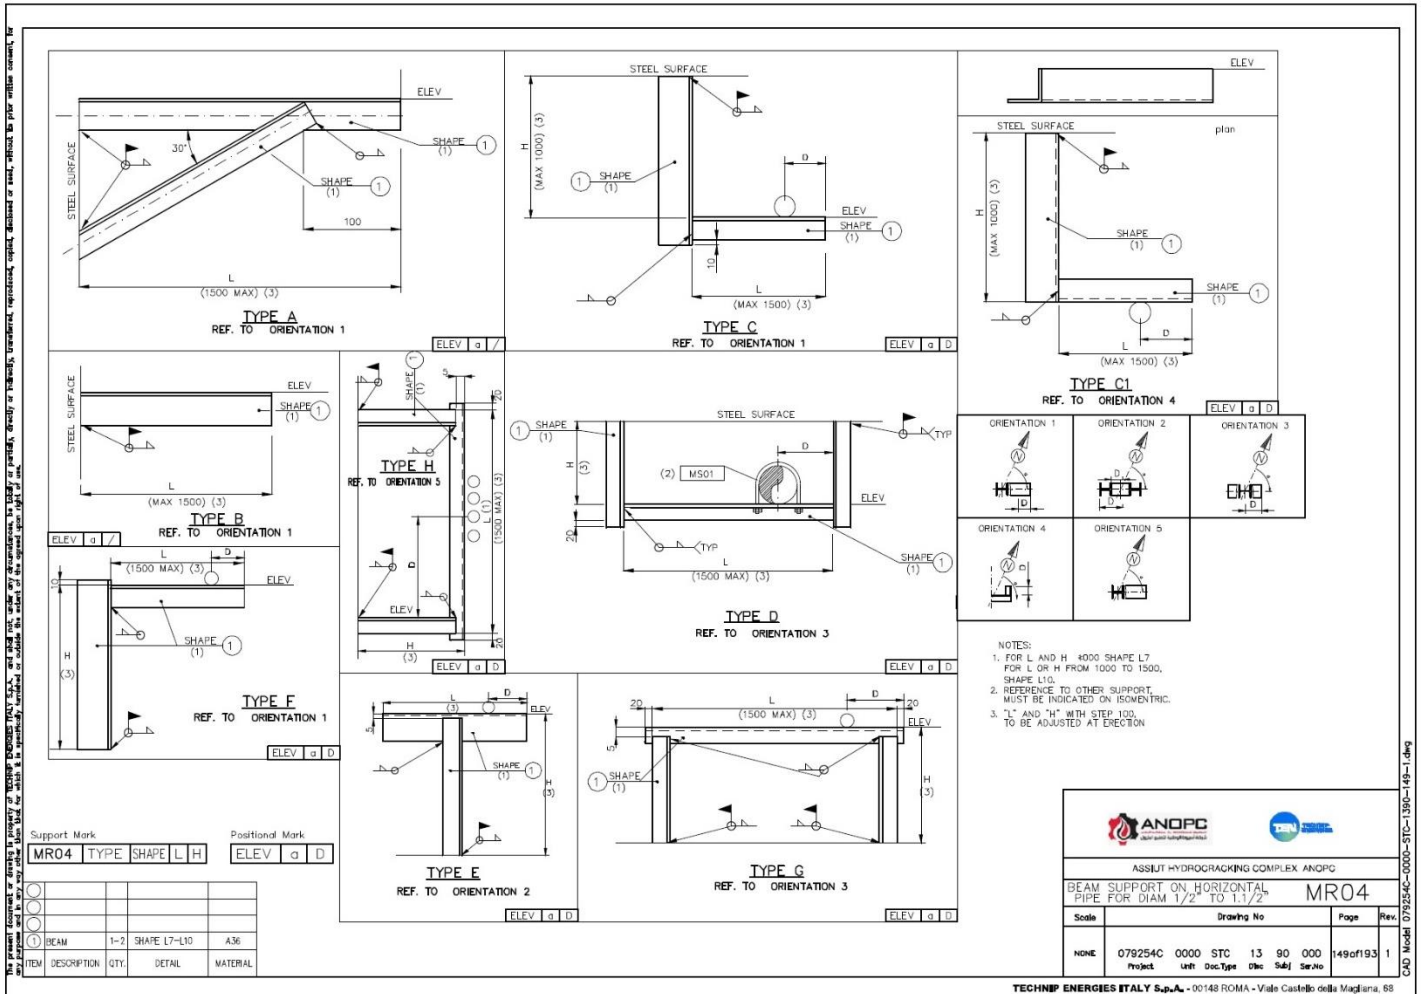 ELEV
SHAPE 1
(1)
30°
SHAPE 1
(1)
STEEL SURFACE
100
L
(1500 MAX) (3)
TYPE A
REF. TO ORIENTATION 1
ELEV a /
STEEL SURFACE
H
(MAX 1000) (3)
D
1 SHAPE
(1)
ELEV
SHAPE 1
(1)
10
L
(MAX 1500) (3)
TYPE C
REF. TO ORIENTATION 1
ELEV a D
ELEV
STEEL SURFACE
plan
H
(MAX 1000) (3)
SHAPE 1
(1)
SHAPE 1
(1)
D
L
(MAX 1500) (3)
TYPE C1
REF. TO ORIENTATION 4
ELEV a D
STEEL SURFACE
ELEV
SHAPE 1
(1)
L
(MAX 1500) (3)
TYPE B
REF. TO ORIENTATION 1
ELEV a /
SHAPE 1
(1)
5
20
TYPE H
REF. TO ORIENTATION 5
L (1)
(1500 MAX) (3)
D
ELEV
20
H
(3)
ELEV a D
STEEL SURFACE
1 SHAPE
(1)
TYP
D
H
(3)
(2) MS01
ELEV
20
TYP
SHAPE 1
(1)
L
(1500 MAX) (3)
TYPE D
REF. TO ORIENTATION 3
ELEV a D
ORIENTATION 1
N
D
ORIENTATION 2
N
D
D
ORIENTATION 3
N
D
ORIENTATION 4
N
D
ORIENTATION 5
N
L
D
(1500 MAX) (3)
10
ELEV
SHAPE 1
(1)
H
(3)
TYPE F
REF. TO ORIENTATION 1
ELEV a D
L
(3)
D
ELEV
5
SHAPE 1
(1)
H
(3)
TYPE E
REF. TO ORIENTATION 2
ELEV a D
20
L
(1500 MAX) (3)
D
20
ELEV
5
1 SHAPE
(1)
H
(3)
TYPE G
REF. TO ORIENTATION 3
ELEV a D
NOTES:
1. FOR L AND H 1000 SHAPE L7
FOR L OR H FROM 1000 TO 1500,
SHAPE L10.
2. REFERENCE TO OTHER SUPPORT,
MUST BE INDICATED ON ISOMENTRIC.
3. "L" AND "H" WITH STEP 100,
TO BE ADJUSTED AT ERECTION
Support Mark
MR04 TYPE SHAPE L H
Positional Mark
ELEV a D
1 BEAM 1-2 SHAPE L7-L10 A36
ITEM DESCRIPTION QTY. DETAIL MATERIAL
ANOPC
TEN TECHNIP ENERGIES
ASSIUT HYDROCRACKING COMPLEX ANOPC
BEAM SUPPORT ON HORIZONTAL
PIPE FOR DIAM 1/2" TO 1.1/2"
MR04
Scale Drawing No Page Rev.
NONE 079254C 0000 STC 13 90 000 149of193 1
Project Unit Doc.Type Disc Subj Ser.No
TECHNIP ENERGIES ITALY S.p.A. - 00148 ROMA - Viale Castello della Magliana, 68
CAD Model 079254C-0000-STC-1390-149-1.dwg